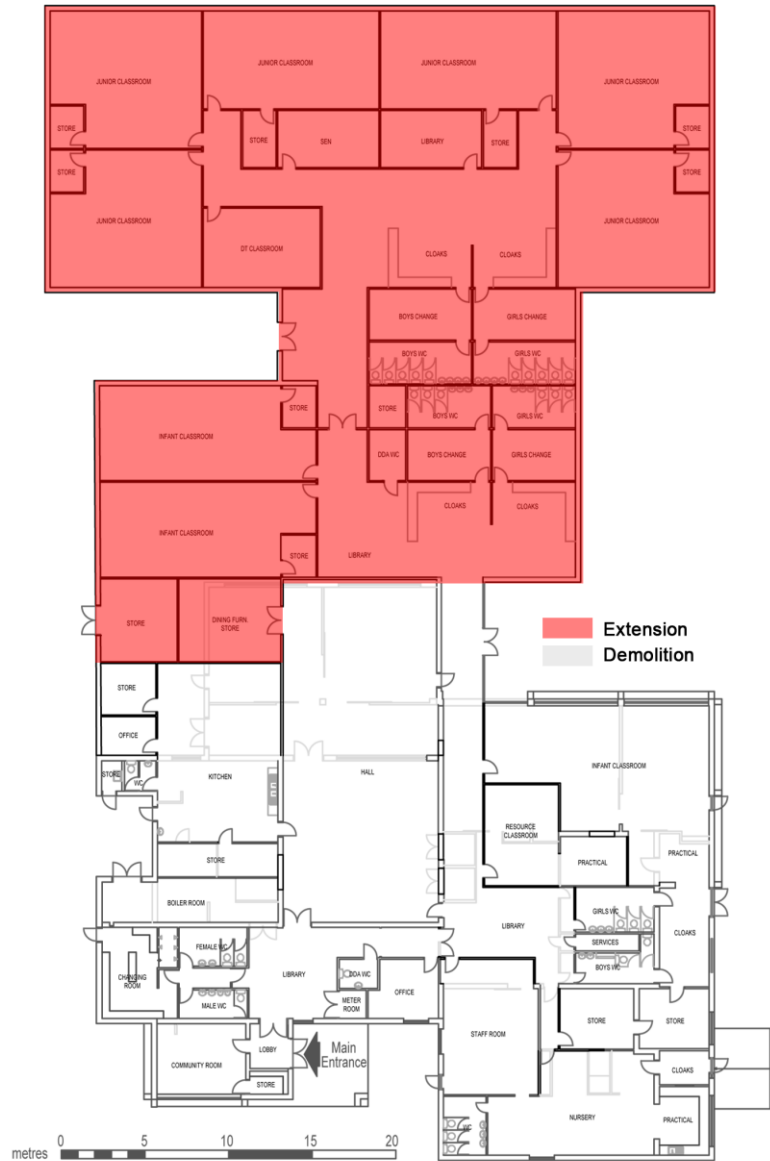 JUNIOR CLASSROOM
JUNIOR CLASSROOM
JUNIOR CLASSROOM
JUNIOR CLASSROOM
STORE
STORE
SEN
LIBRARY
STORE
STORE
STORE
STORE
JUNIOR CLASSROOM
DT CLASSROOM
CLOAKS
CLOAKS
JUNIOR CLASSROOM
BOYS CHANGE
GIRLS CHANGE
BOYS WC
GIRLS WC
STORE
STORE
BOYS WC
GIRLS WC
INFANT CLASSROOM
DDA WC
BOYS CHANGE
GIRLS CHANGE
INFANT CLASSROOM
CLOAKS
CLOAKS
STORE
LIBRARY
STORE
DINING FURN.
STORE
Extension
Demolition
STORE
OFFICE
STORE
WC
KITCHEN
HALL
INFANT CLASSROOM
RESOURCE
CLASSROOM
PRACTICAL
PRACTICAL
STORE
BOILER ROOM
LIBRARY
GIRLS WC
CLOAKS
FEMALE WC
SERVICES
LIBRARY
BOYS WC
CHANGING
ROOM
DDA WC
MALE WC
METER
ROOM
OFFICE
STAFF ROOM
STORE
STORE
LOBBY
Main
Entrance
COMMUNITY ROOM
STORE
CLOAKS
NURSERY
PRACTICAL
WC
metres 0 5 10 15 20